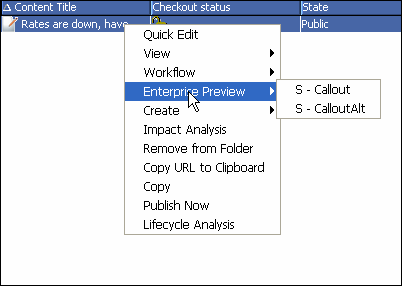 Δ Content Title Checkout status State
Rates are down, have Public
Quick Edit
View
Workflow
Enterprise Preview
S - Callout
S - CalloutAlt
Create
Impact Analysis
Remove from Folder
Copy URL to Clipboard
Copy
Publish Now
Lifecycle Analysis